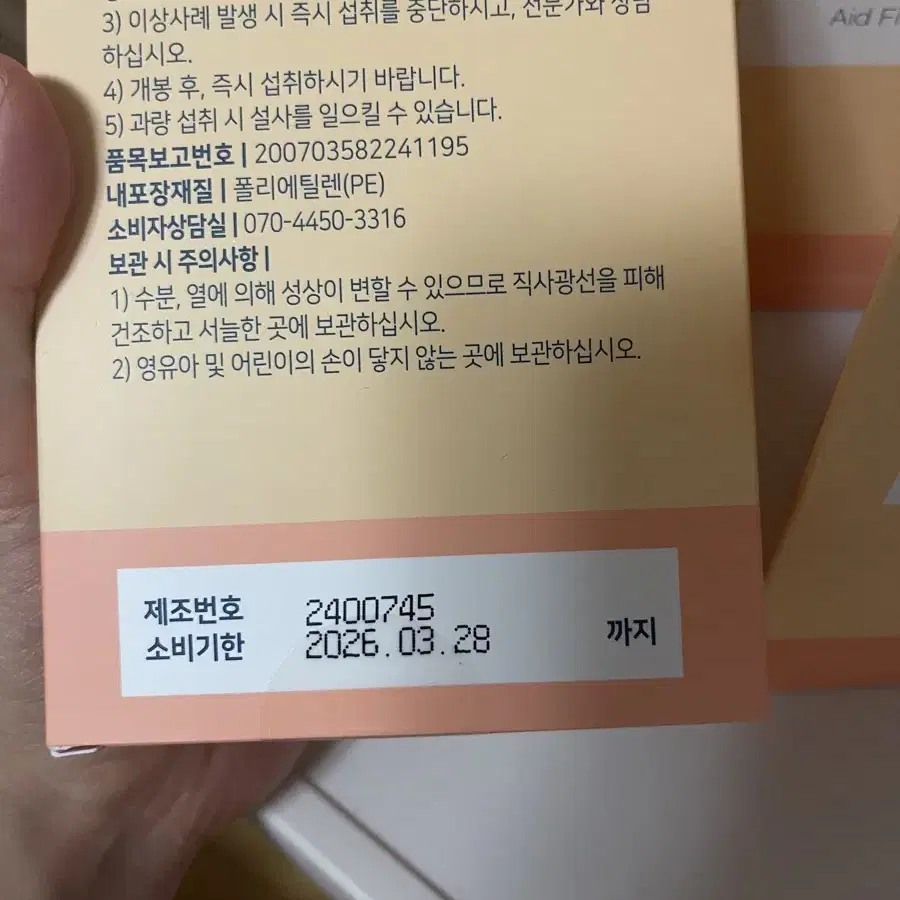 3) 이상사례 발생 시 즉시 섭취를 중단하시고, 전문가와 상담
하십시오.
4) 개봉 후, 즉시 섭취하시기 바랍니다.
5) 과량 섭취 시 설사를 일으킬 수 있습니다.
품목보고번호 | 200703582241195
내포장재질 | 폴리에틸렌(PE)
소비자상담실 | 070-4450-3316
보관 시 주의사항 |
1) 수분, 열에 의해 성상이 변할 수 있으므로 직사광선을 피해
건조하고 서늘한 곳에 보관하십시오.
2) 영유아 및 어린이의 손이 닿지 않는 곳에 보관하십시오.
제조번호 2400745
소비기한 2026.03.28 까지
Aid